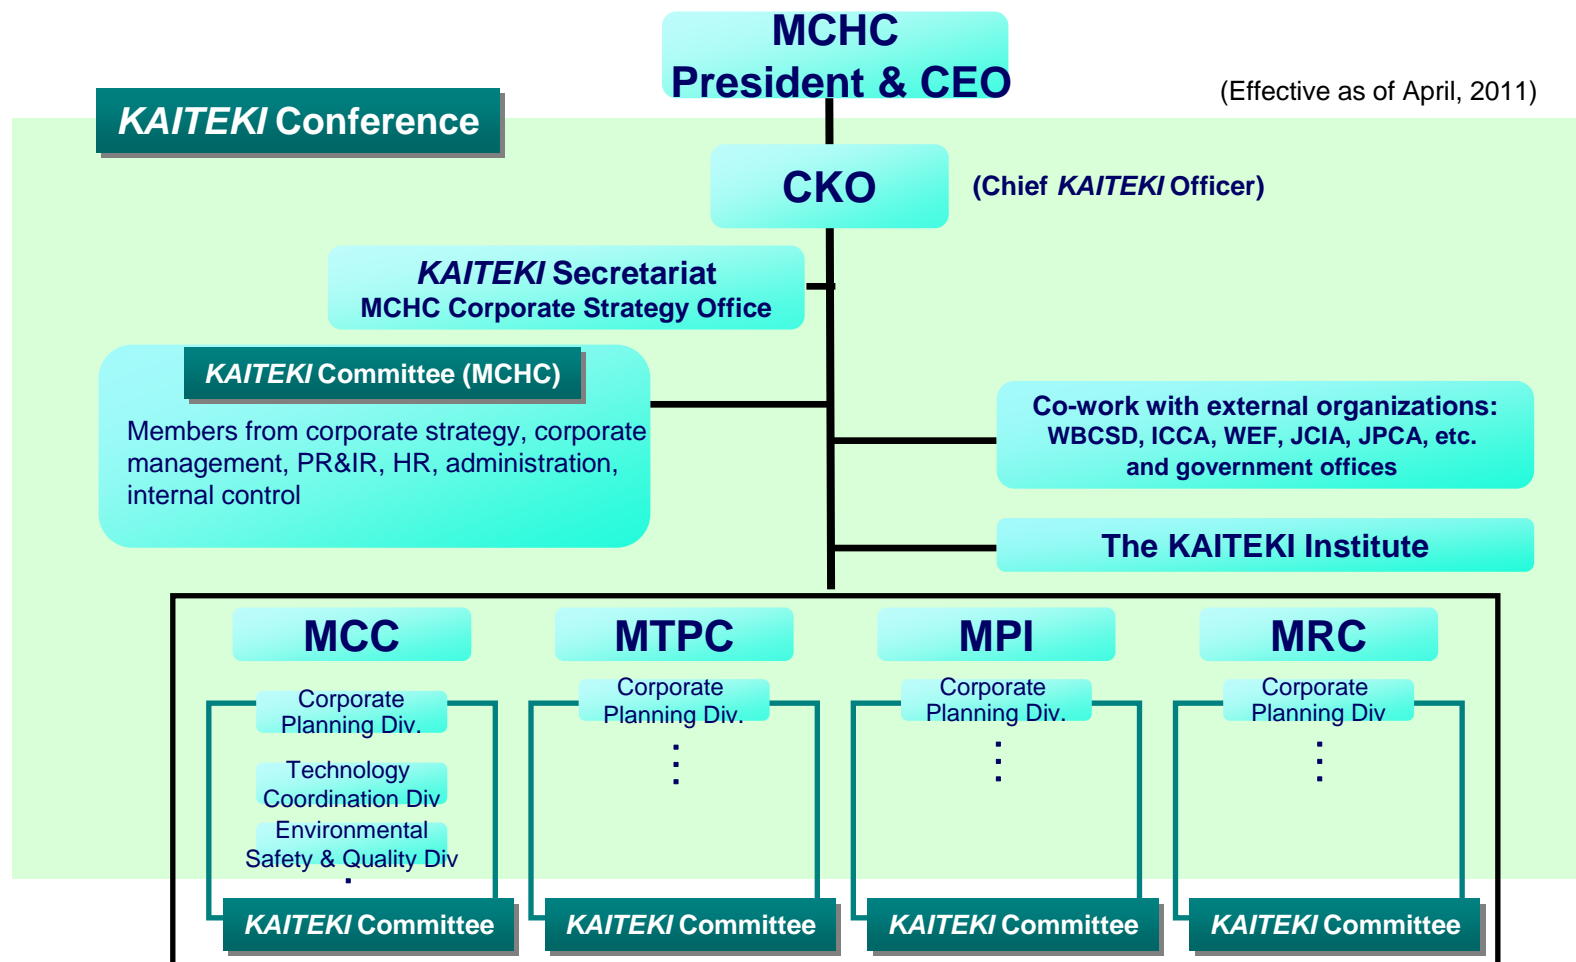 MCHC
President & CEO
(Effective as of April, 2011)
KAITEKI Conference
CKO
(Chief KAITEKI Officer)
KAITEKI Secretariat
MCHC Corporate Strategy Office
KAITEKI Committee (MCHC)
Members from corporate strategy, corporate
management, PR&IR, HR, administration,
internal control
Co-work with external organizations:
WBCSD, ICCA, WEF, JCIA, JPCA, etc.
and government offices
The KAITEKI Institute
MCC
Corporate
Planning Div.
Technology
Coordination Div
Environmental
Safety & Quality Div
KAITEKI Committee
MTPC
Corporate
Planning Div.
KAITEKI Committee
MPI
Corporate
Planning Div.
KAITEKI Committee
MRC
Corporate
Planning Div
KAITEKI Committee